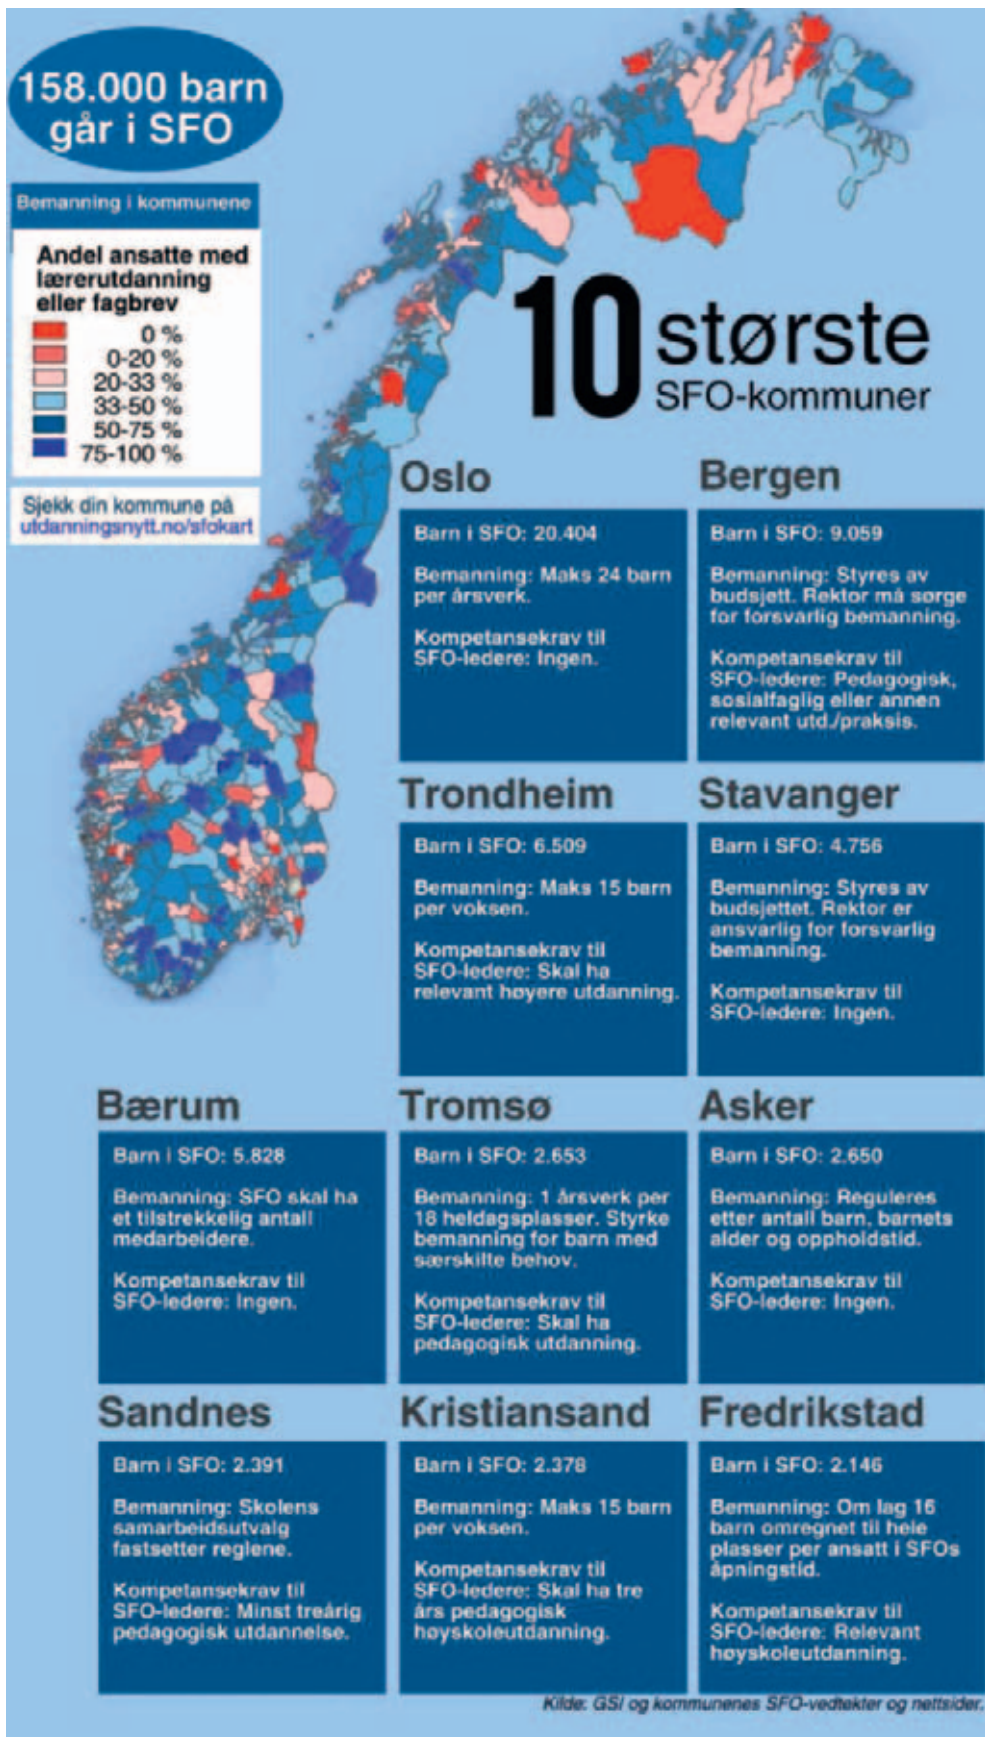 158.000 barn
går i SFO
Bemanning i kommunene
Andel ansatte med
lærerutdanning
eller fagbrev
0 %
0-20 %
20-33 %
33-50 %
50-75 %
75-100 %
Sjekk din kommune på
utdanningsnytt.no/sfokart
10 største
SFO-kommuner
Oslo
Barn i SFO: 20.404
Bemanning: Maks 24 barn
per årsverk.
Kompetansekrav til
SFO-ledere: Ingen.
Bergen
Barn i SFO: 9.059
Bemanning: Styres av
budsjett. Rektor må sørge
for forsvarlig bemanning.
Kompetansekrav til
SFO-ledere: Pedagogisk,
sosialfaglig eller annen
relevant utd./praksis.
Trondheim
Barn i SFO: 6.509
Bemanning: Maks 15 barn
per voksen.
Kompetansekrav til
SFO-ledere: Skal ha
relevant høyere utdanning.
Stavanger
Barn i SFO: 4.756
Bemanning: Styres av
budsjettet. Rektor er
ansvarlig for forsvarlig
bemanning.
Kompetansekrav til
SFO-ledere: Ingen.
Bærum
Barn i SFO: 5.828
Bemanning: SFO skal ha
et tilstrekkelig antall
medarbeidere.
Kompetansekrav til
SFO-ledere: Ingen.
Tromsø
Barn i SFO: 2.653
Bemanning: 1 årsverk per
18 heldagsplasser. Styrke
bemanning for barn med
særskilte behov.
Kompetansekrav til
SFO-ledere: Skal ha
pedagogisk utdanning.
Asker
Barn i SFO: 2.650
Bemanning: Reguleres
etter antall barn, barnets
alder og oppholdstid.
Kompetansekrav til
SFO-ledere: Ingen.
Sandnes
Barn i SFO: 2.391
Bemanning: Skolens
samarbeidsutvalg
fastsetter reglene.
Kompetansekrav til
SFO-ledere: Minst treårig
pedagogisk utdannelse.
Kristiansand
Barn i SFO: 2.378
Bemanning: Maks 15 barn
per voksen.
Kompetansekrav til
SFO-ledere: Skal ha tre
års pedagogisk
høyskoleutdanning.
Fredrikstad
Barn i SFO: 2.146
Bemanning: Om lag 16
barn omregnet til hele
plasser per ansatt i SFOs
åpningstid.
Kompetansekrav til
SFO-ledere: Relevant
høyskoleutdanning.
Kilde: GSI og kommunenes SFO-vedtekter og nettsider.